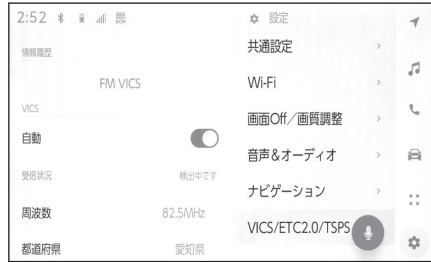 2:52
設定
情報履歴
FM VICS
VICS
自動
受信状況 検出中です
周波数 82.5MHz
都道府県 愛知県
共通設定
Wi-Fi
画面Off/画質調整
音声&オーディオ
ナビゲーション
VICS/ETC2.0/TSPS